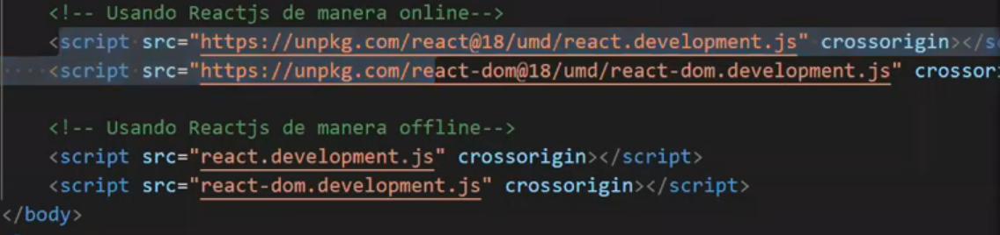 <!-- Usando Reactjs de manera online-->
<script src="https://unpkg.com/react@18/umd/react.development.js" crossorigin></s
<script src="https://unpkg.com/react-dom@18/umd/react-dom.development.js" crossor
<!-- Usando Reactjs de manera offline-->
<script src="react.development.js" crossorigin></script>
<script src="react-dom.development.js" crossorigin></script>
</body>